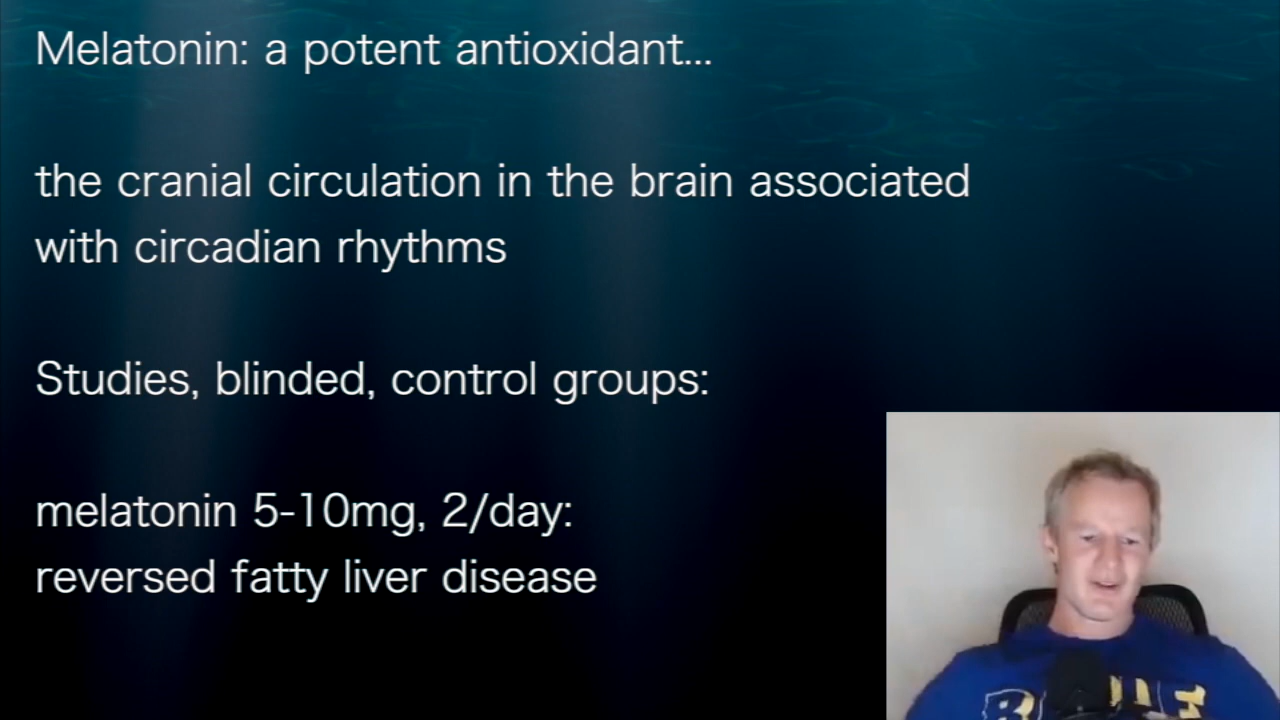 Melatonin: a potent antioxidant...
the cranial circulation in the brain associated
with circadian rhythms
Studies, blinded, control groups:
melatonin 5-10mg, 2/day:
reversed fatty liver disease